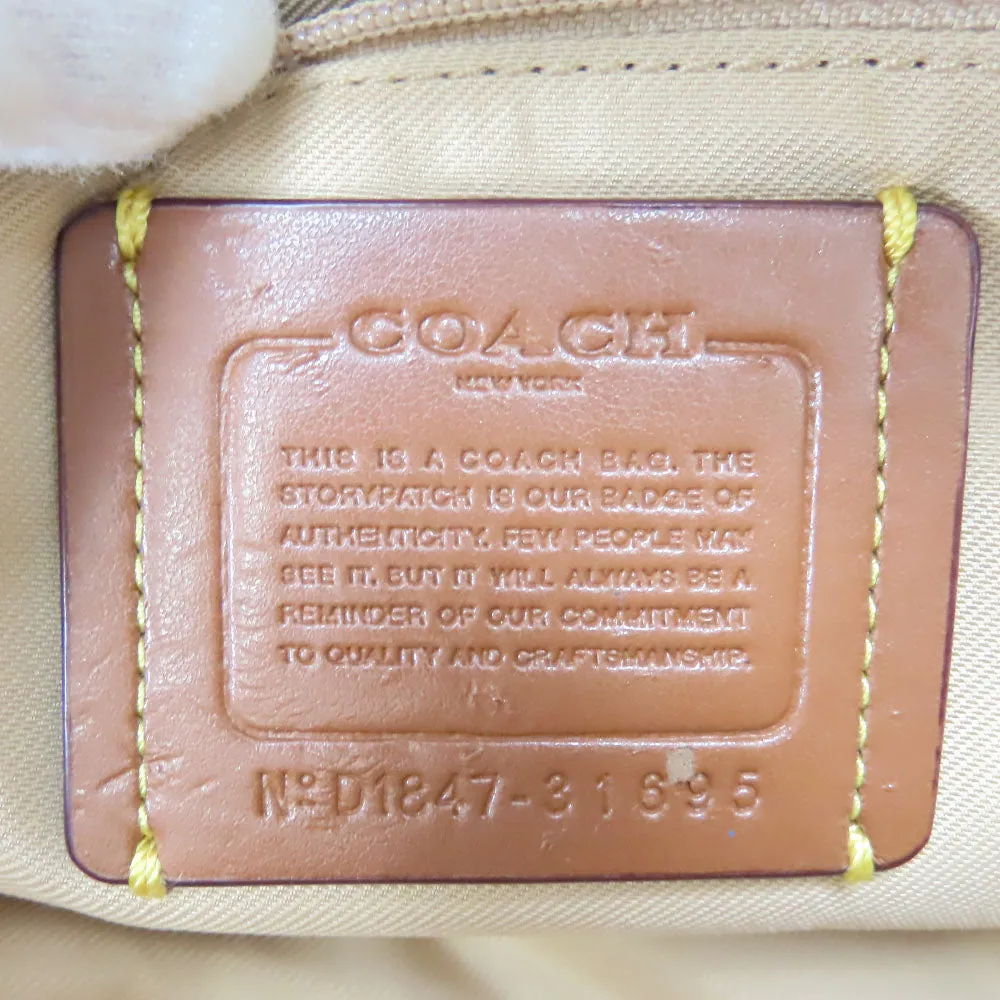 COACH
NEW YORK
THIS IS A COACH BAG. THE
STORYPATCH IS OUR BADGE OF
AUTHENTICITY. FEW PEOPLE MAY
SEE IT. BUT IT WILL ALWAYS BE A
REMINDER OF OUR COMMITMENT
TO QUALITY AND CRAFTSMANSHIP.
Nº D1847-31695